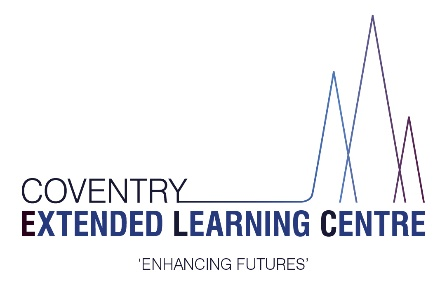 COVENTRY
EXTENDED LEARNING CENTRE
'ENHANCING FUTURES'